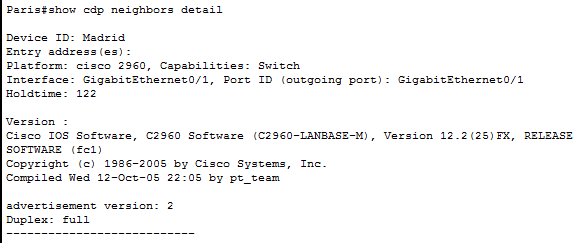 Paris#show cdp neighbors detail
Device ID: Madrid
Entry address(es):
Platform: cisco 2960, Capabilities: Switch
Interface: GigabitEthernet0/1, Port ID (outgoing port): GigabitEthernet0/1
Holdtime: 122
Version :
Cisco IOS Software, C2960 Software (C2960-LANBASE-M), Version 12.2(25)FX, RELEASE
SOFTWARE (fc1)
Copyright (c) 1986-2005 by Cisco Systems, Inc.
Compiled Wed 12-Oct-05 22:05 by pt_team
advertisement version: 2
Duplex: full
---------------------------